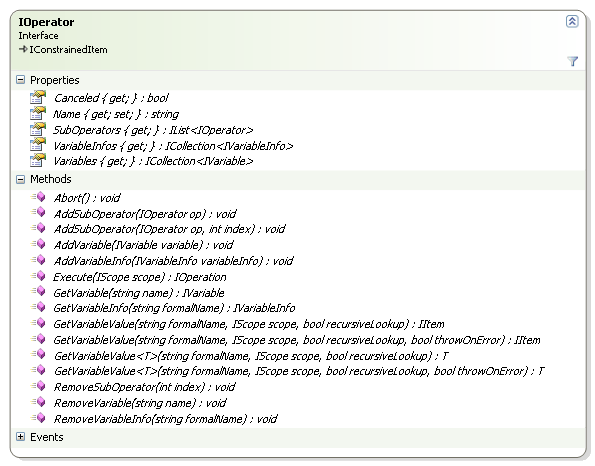 IOperator
Interface
IConstrainedItem
Properties
Canceled { get; } : bool
Name { get; set; } : string
SubOperators { get; } : IList<IOperator>
VariableInfos { get; } : ICollection<IVariableInfo>
Variables { get; } : ICollection<IVariable>
Methods
Abort() : void
AddSubOperator(IOperator op) : void
AddSubOperator(IOperator op, int index) : void
AddVariable(IVariable variable) : void
AddVariableInfo(IVariableInfo variableInfo) : void
Execute(IScope scope) : IOperation
GetVariable(string name) : IVariable
GetVariableInfo(string formalName) : IVariableInfo
GetVariableValue(string formalName, IScope scope, bool recursiveLookup) : IItem
GetVariableValue(string formalName, IScope scope, bool recursiveLookup, bool throwOnError) : IItem
GetVariableValue<T>(string formalName, IScope scope, bool recursiveLookup) : T
GetVariableValue<T>(string formalName, IScope scope, bool recursiveLookup, bool throwOnError) : T
RemoveSubOperator(int index) : void
RemoveVariable(string name) : void
RemoveVariableInfo(string formalName) : void
Events